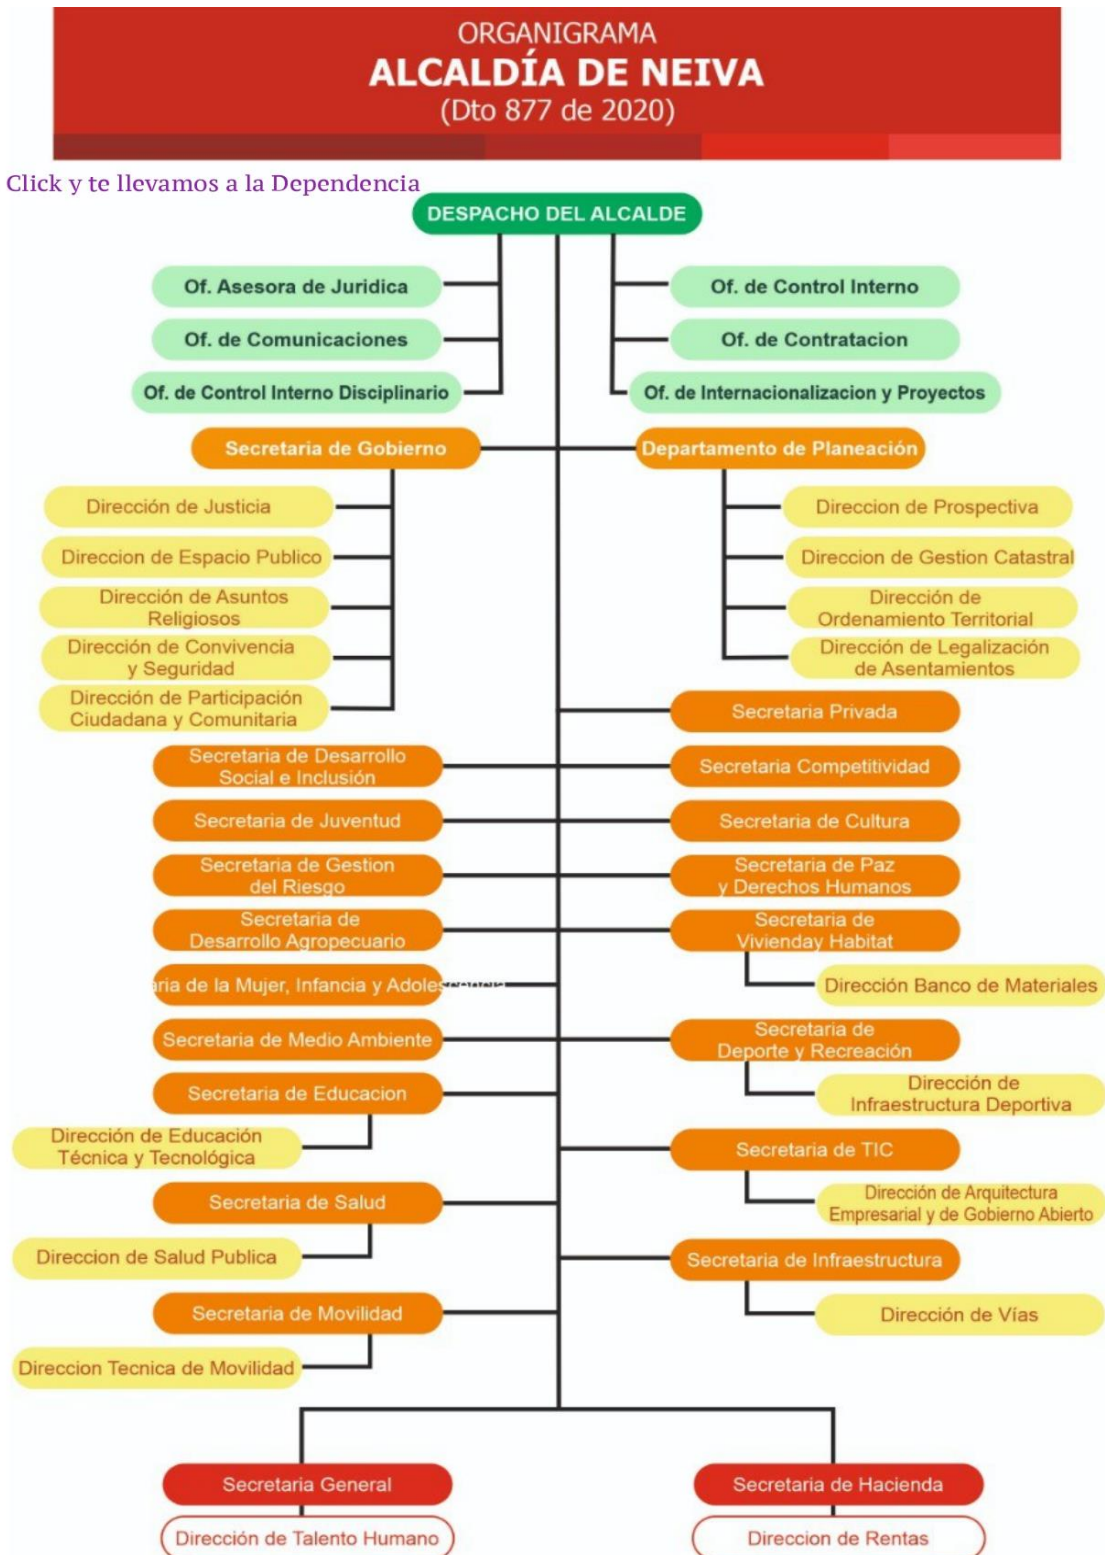 ORGANIGRAMA
ALCALDÍA DE NEIVA
(Dto 877 de 2020)
Click y te llevamos a la Dependencia
DESPACHO DEL ALCALDE
Of. Asesora de Juridica
Of. de Control Interno
Of. de Comunicaciones
Of. de Contratacion
Of. de Control Interno Disciplinario
Of. de Internacionalizacion y Proyectos
Secretaria de Gobierno
Departamento de Planeación
Dirección de Justicia
Direccion de Espacio Publico
Dirección de Asuntos
Religiosos
Dirección de Convivencia
y Seguridad
Dirección de Participación
Ciudadana y Comunitaria
Direccion de Prospectiva
Direccion de Gestion Catastral
Dirección de
Ordenamiento Territorial
Dirección de Legalización
de Asentamientos
Secretaria Privada
Secretaria de Desarrollo
Social e Inclusión
Secretaria Competitividad
Secretaria de Juventud
Secretaria de Cultura
Secretaria de Gestion
del Riesgo
Secretaria de Paz
y Derechos Humanos
Secretaria de
Desarrollo Agropecuario
Secretaria de
Vivienday Habitat
Dirección Banco de Materiales
aria de la Mujer, Infancia y Adolescencia
Secretaria de Medio Ambiente
Secretaria de
Deporte y Recreación
Dirección de
Infraestructura Deportiva
Secretaria de Educacion
Dirección de Educación
Técnica y Tecnológica
Secretaria de TIC
Dirección de Arquitectura
Empresarial y de Gobierno Abierto
Secretaria de Salud
Direccion de Salud Publica
Secretaria de Infraestructura
Dirección de Vías
Secretaria de Movilidad
Direccion Tecnica de Movilidad
Secretaria General
Dirección de Talento Humano
Secretaria de Hacienda
Direccion de Rentas